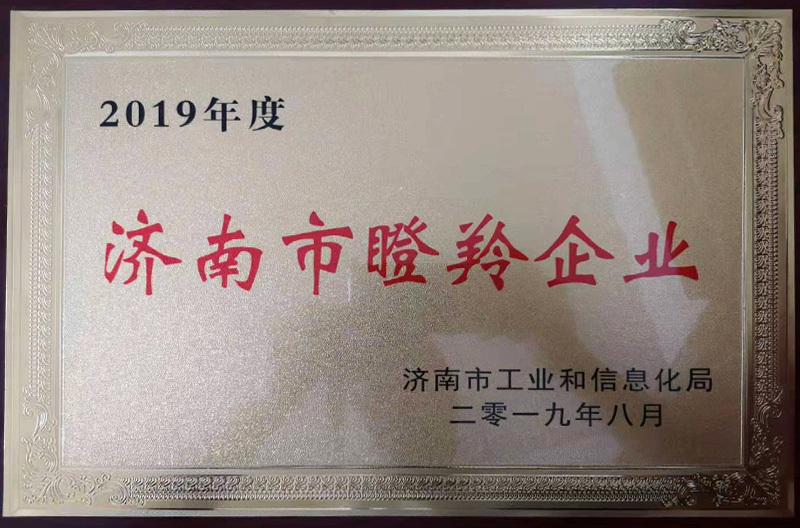 2019年度
济南市瞪羚企业
济南市工业和信息化局
二零一九年八月